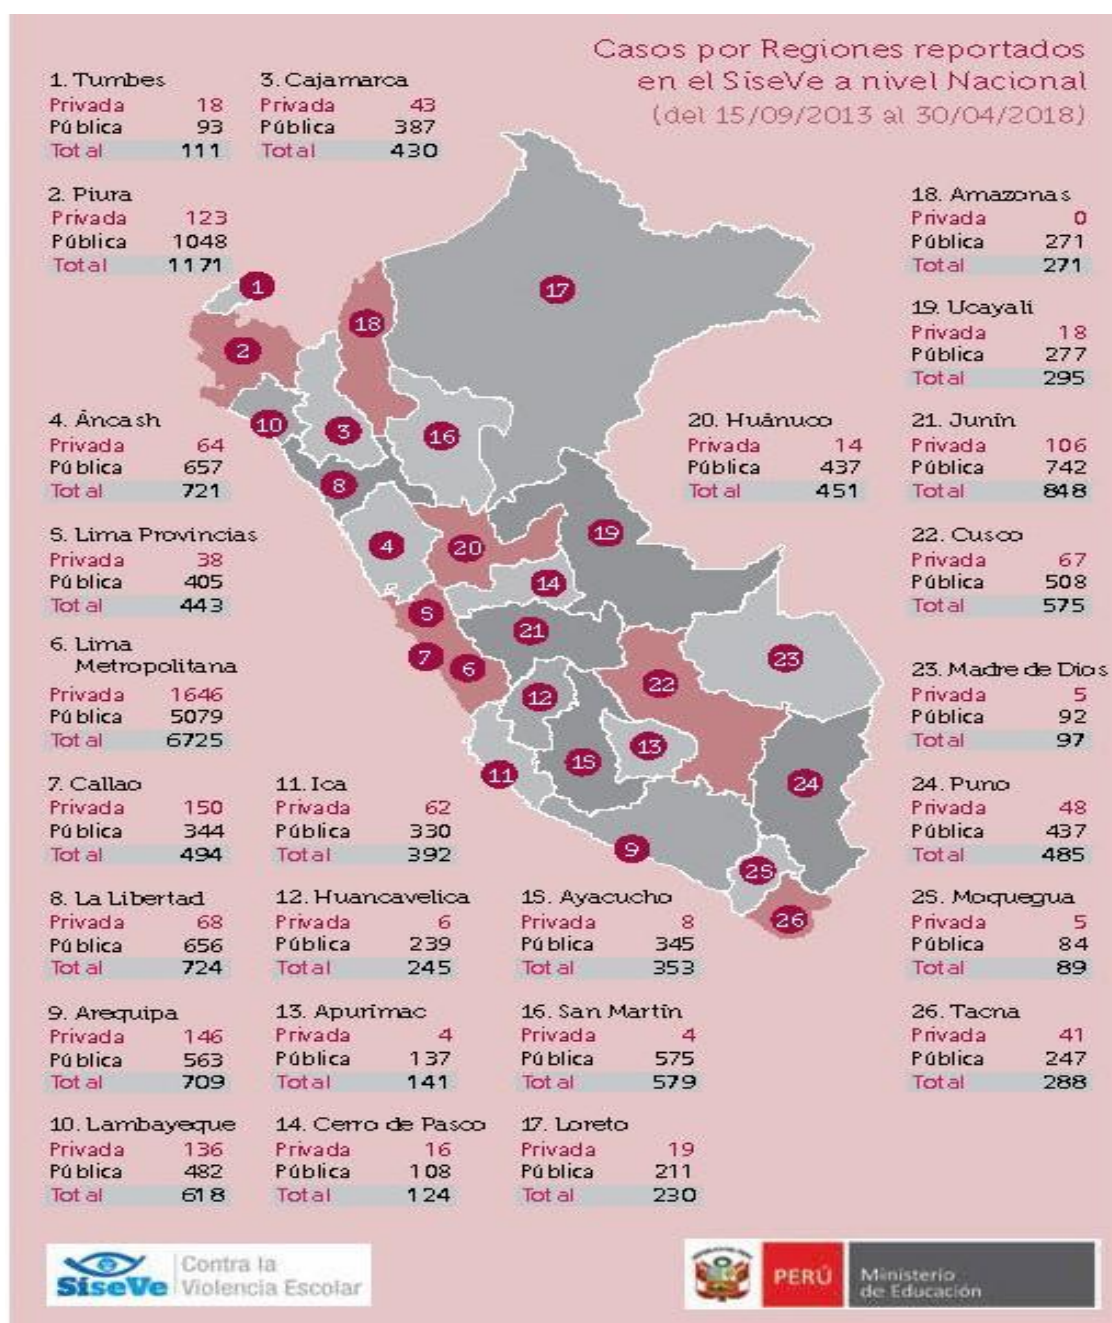 Casos por Regiones reportados
en el SíseVe a nivel Nacional
(del 15/09/2013 al 30/04/2018)
1. Tumbes
Privada 18
Pública 93
Total 111
3. Cajamarca
Privada 43
Pública 387
Total 430
2. Piura
Privada 123
Pública 1048
Total 1171
18. Amazonas
Privada 0
Pública 271
Total 271
19. Ucayali
Privada 18
Pública 277
Total 295
4. Âncash
Privada 64
Pública 657
Total 721
20. Huánuco
Privada 14
Pública 437
Total 451
21. Junín
Privada 106
Pública 742
Total 848
5. Lima Provincias
Privada 38
Pública 405
Total 443
22. Cusco
Privada 67
Pública 508
Total 575
6. Lima
Metropolitana
Privada 1646
Pública 5079
Total 6725
23. Madre de Dios
Privada 5
Pública 92
Total 97
7. Callao
Privada 150
Pública 344
Total 494
11. Ica
Privada 62
Pública 330
Total 392
24. Puno
Privada 48
Pública 437
Total 485
8. La Libertad
Privada 68
Pública 656
Total 724
12. Huancavelica
Privada 6
Pública 239
Total 245
15. Ayacucho
Privada 8
Pública 345
Total 353
25. Moquegua
Privada 5
Pública 84
Total 89
9. Arequipa
Privada 146
Pública 563
Total 709
13. Apurímac
Privada 4
Pública 137
Total 141
16. San Martín
Privada 4
Pública 575
Total 579
26. Tacna
Privada 41
Pública 247
Total 288
10. Lambayeque
Privada 136
Pública 482
Total 618
14. Cerro de Pasco
Privada 16
Pública 108
Total 124
17. Loreto
Privada 19
Pública 211
Total 230
1
17
18
2
10
3
16
8
4
20
19
14
5
21
7
6
23
22
12
13
15
11
24
9
25
26
SíseVe
Contra la
Violencia Escolar
PERÚ
Ministerio
de Educación